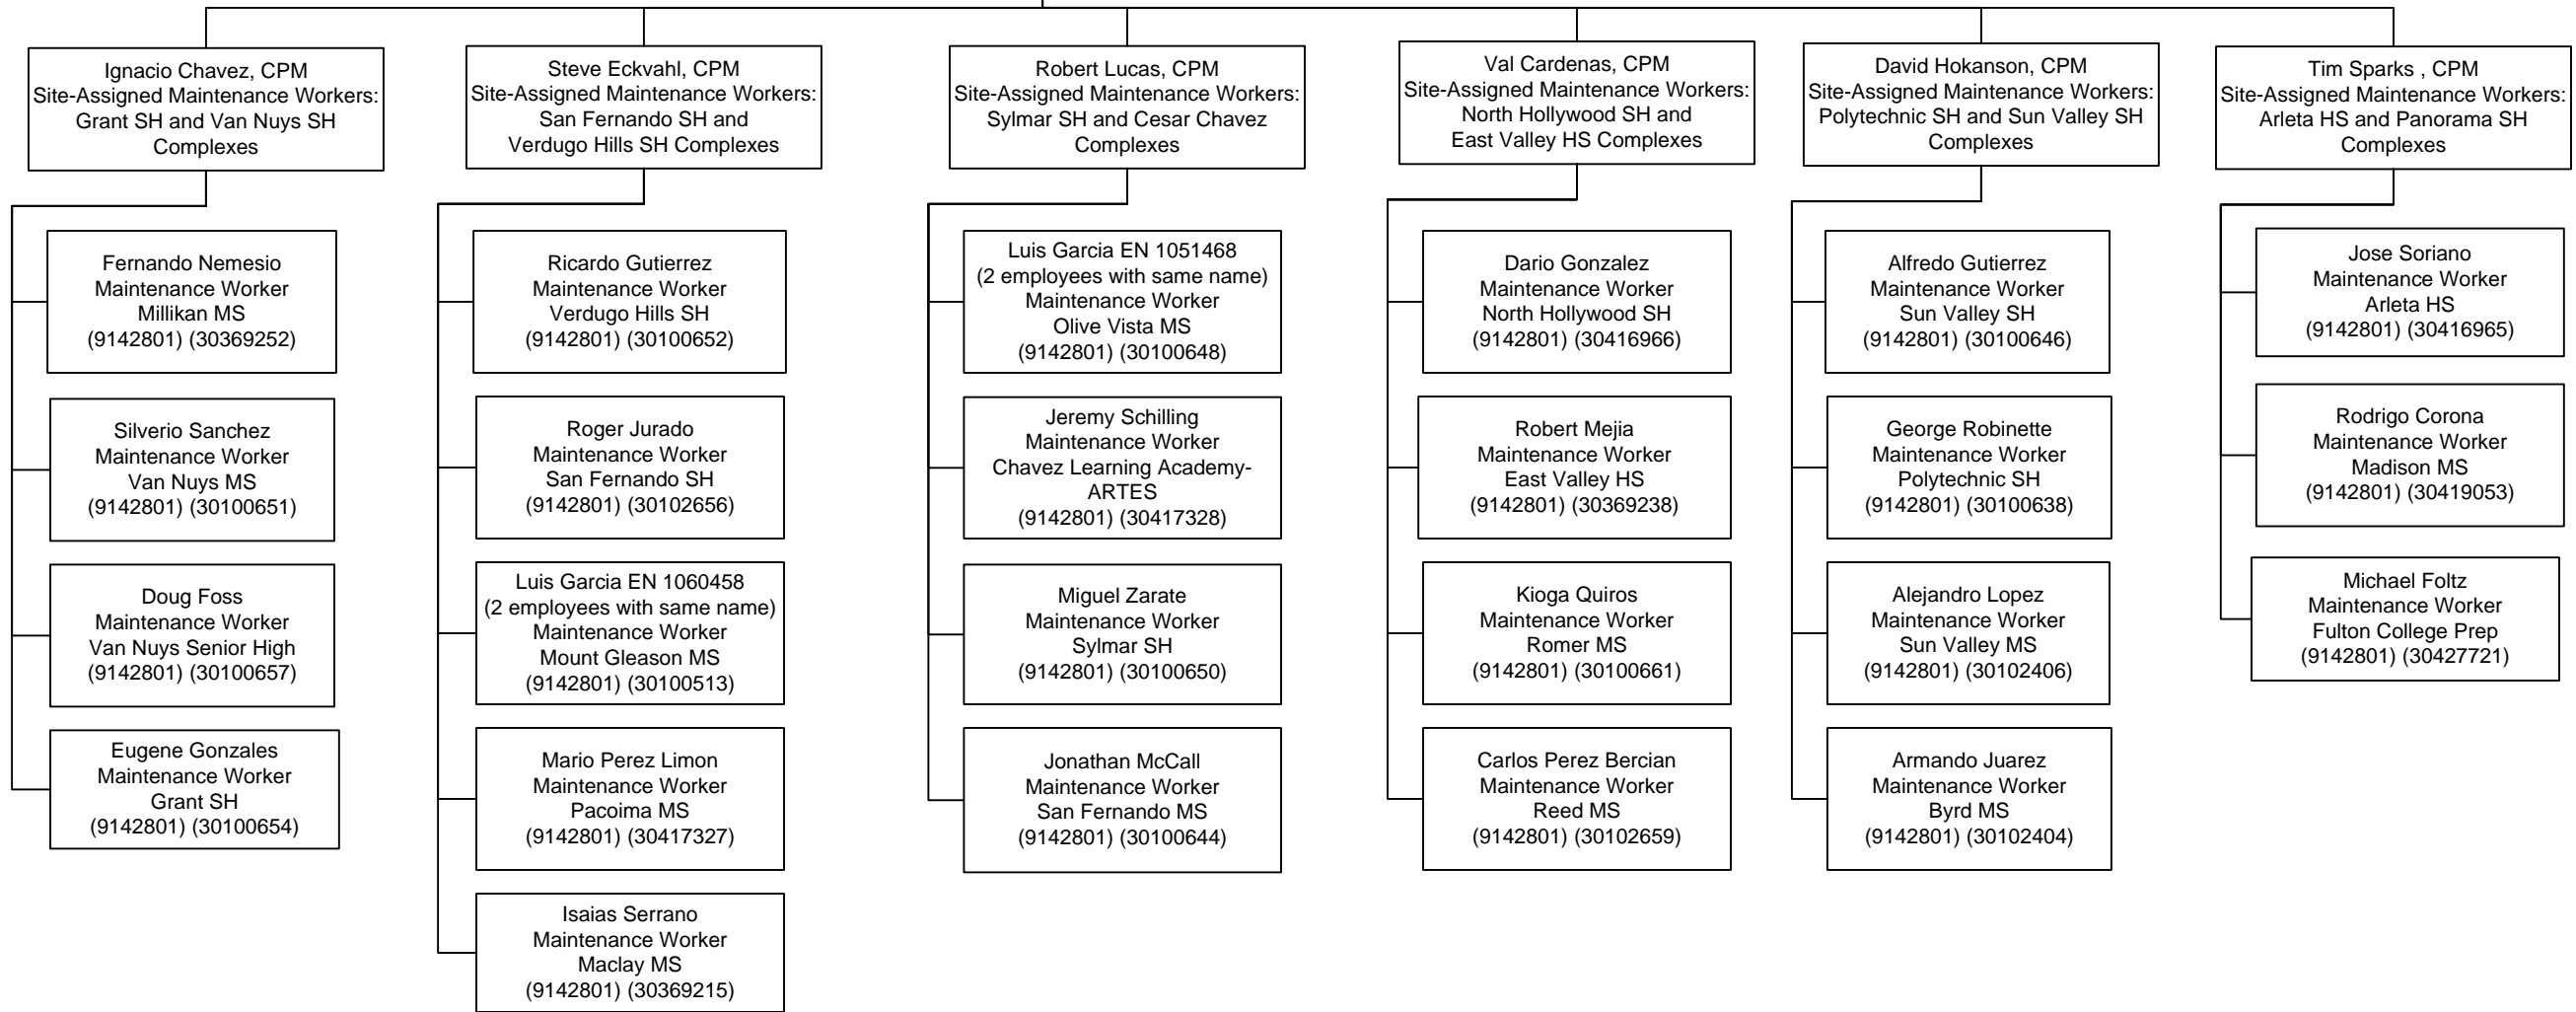 Ignacio Chavez, CPM
Site-Assigned Maintenance Workers:
Grant SH and Van Nuys SH
Complexes
Fernando Nemesio
Maintenance Worker
Millikan MS
(9142801) (30369252)
Silverio Sanchez
Maintenance Worker
Van Nuys MS
(9142801) (30100651)
Doug Foss
Maintenance Worker
Van Nuys Senior High
(9142801) (30100657)
Eugene Gonzales
Maintenance Worker
Grant SH
(9142801) (30100654)
Steve Eckvahl, CPM
Site-Assigned Maintenance Workers:
San Fernando SH and
Verdugo Hills SH Complexes
Ricardo Gutierrez
Maintenance Worker
Verdugo Hills SH
(9142801) (30100652)
Roger Jurado
Maintenance Worker
San Fernando SH
(9142801) (30102656)
Luis Garcia EN 1060458
(2 employees with same name)
Maintenance Worker
Mount Gleason MS
(9142801) (30100513)
Mario Perez Limon
Maintenance Worker
Pacoima MS
(9142801) (30417327)
Isaias Serrano
Maintenance Worker
Maclay MS
(9142801) (30369215)
Robert Lucas, CPM
Site-Assigned Maintenance Workers:
Sylmar SH and Cesar Chavez
Complexes
Luis Garcia EN 1051468
(2 employees with same name)
Maintenance Worker
Olive Vista MS
(9142801) (30100648)
Jeremy Schilling
Maintenance Worker
Chavez Learning Academy-
ARTES
(9142801) (30417328)
Miguel Zarate
Maintenance Worker
Sylmar SH
(9142801) (30100650)
Jonathan McCall
Maintenance Worker
San Fernando MS
(9142801) (30100644)
Val Cardenas, CPM
Site-Assigned Maintenance Workers:
North Hollywood SH and
East Valley HS Complexes
Dario Gonzalez
Maintenance Worker
North Hollywood SH
(9142801) (30416966)
Robert Mejia
Maintenance Worker
East Valley HS
(9142801) (30369238)
Kioga Quiros
Maintenance Worker
Romer MS
(9142801) (30100661)
Carlos Perez Bercian
Maintenance Worker
Reed MS
(9142801) (30102659)
David Hokanson, CPM
Site-Assigned Maintenance Workers:
Polytechnic SH and Sun Valley SH
Complexes
Alfredo Gutierrez
Maintenance Worker
Sun Valley SH
(9142801) (30100646)
George Robinette
Maintenance Worker
Polytechnic SH
(9142801) (30100638)
Alejandro Lopez
Maintenance Worker
Sun Valley MS
(9142801) (30102406)
Armando Juarez
Maintenance Worker
Byrd MS
(9142801) (30102404)
Tim Sparks , CPM
Site-Assigned Maintenance Workers:
Arleta HS and Panorama SH
Complexes
Jose Soriano
Maintenance Worker
Arleta HS
(9142801) (30416965)
Rodrigo Corona
Maintenance Worker
Madison MS
(9142801) (30419053)
Michael Foltz
Maintenance Worker
Fulton College Prep
(9142801) (30427721)